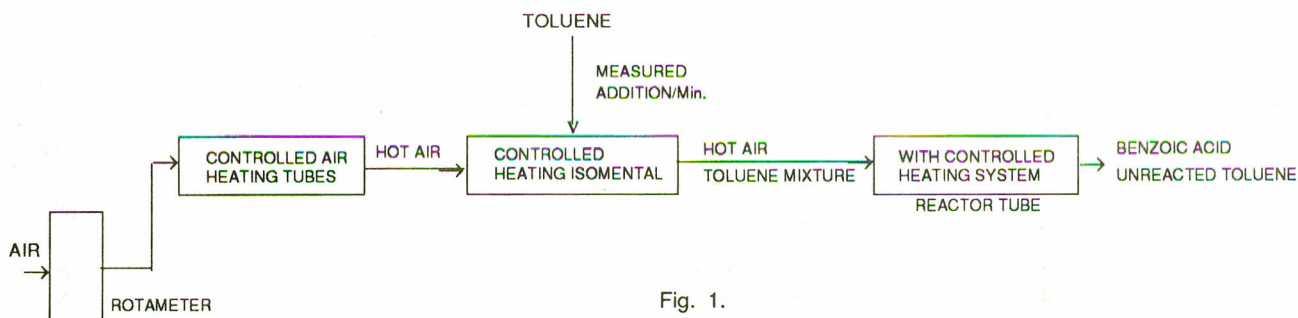 TOLUENE
MEASURED
ADDITION/Min.
CONTROLLED AIR
HEATING TUBES
HOT AIR
CONTROLLED
HEATING ISOMENTAL
HOT AIR
TOLUENE MIXTURE
WITH CONTROLLED
HEATING SYSTEM
REACTOR TUBE
BENZOIC ACID
UNREACTED TOLUENE
AIR
ROTAMETER
Fig. 1.